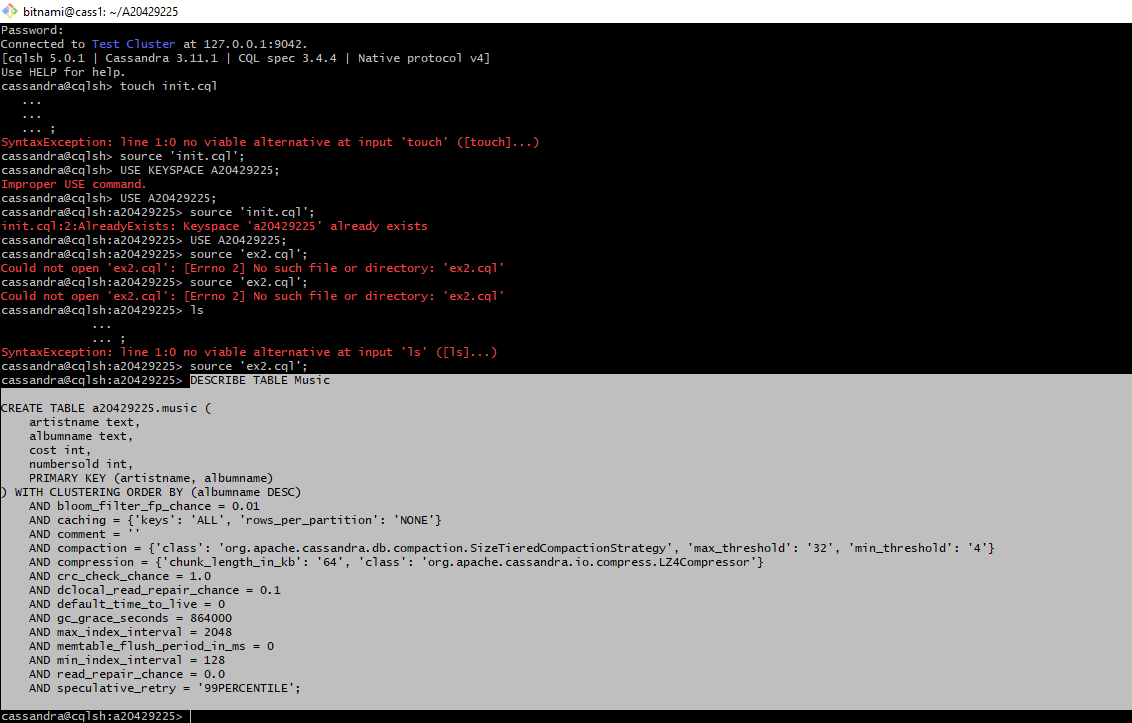 bitnami@cass1: ~/A20429225
Password:
Connected to Test Cluster at 127.0.0.1:9042.
[cqlsh 5.0.1 | Cassandra 3.11.1 | CQL spec 3.4.4 | Native protocol v4]
Use HELP for help.
cassandra@cqlsh> touch init.cql
...
...
... ;
SyntaxException: line 1:0 no viable alternative at input 'touch' ([touch]...)
cassandra@cqlsh> source 'init.cql';
cassandra@cqlsh> USE KEYSPACE A20429225;
Improper USE command.
cassandra@cqlsh> USE A20429225;
cassandra@cqlsh:a20429225> source 'init.cql';
init.cql:2:AlreadyExists: Keyspace 'a20429225' already exists
cassandra@cqlsh:a20429225> USE A20429225;
cassandra@cqlsh:a20429225> source 'ex2.cql';
Could not open 'ex2.cql': [Errno 2] No such file or directory: 'ex2.cql'
cassandra@cqlsh:a20429225> source 'ex2.cql';
Could not open 'ex2.cql': [Errno 2] No such file or directory: 'ex2.cql'
cassandra@cqlsh:a20429225> ls
...
... ;
SyntaxException: line 1:0 no viable alternative at input 'ls' ([ls]...)
cassandra@cqlsh:a20429225> source 'ex2.cql';
cassandra@cqlsh:a20429225> DESCRIBE TABLE Music
CREATE TABLE a20429225.music (
    artistname text,
    albumname text,
    cost int,
    numbersold int,
    PRIMARY KEY (artistname, albumname)
) WITH CLUSTERING ORDER BY (albumname DESC)
    AND bloom_filter_fp_chance = 0.01
    AND caching = {'keys': 'ALL', 'rows_per_partition': 'NONE'}
    AND comment = ''
    AND compaction = {'class': 'org.apache.cassandra.db.compaction.SizeTieredCompactionStrategy', 'max_threshold': '32', 'min_threshold': '4'}
    AND compression = {'chunk_length_in_kb': '64', 'class': 'org.apache.cassandra.io.compress.LZ4Compressor'}
    AND crc_check_chance = 1.0
    AND dclocal_read_repair_chance = 0.1
    AND default_time_to_live = 0
    AND gc_grace_seconds = 864000
    AND max_index_interval = 2048
    AND memtable_flush_period_in_ms = 0
    AND min_index_interval = 128
    AND read_repair_chance = 0.0
    AND speculative_retry = '99PERCENTILE';
cassandra@cqlsh:a20429225>